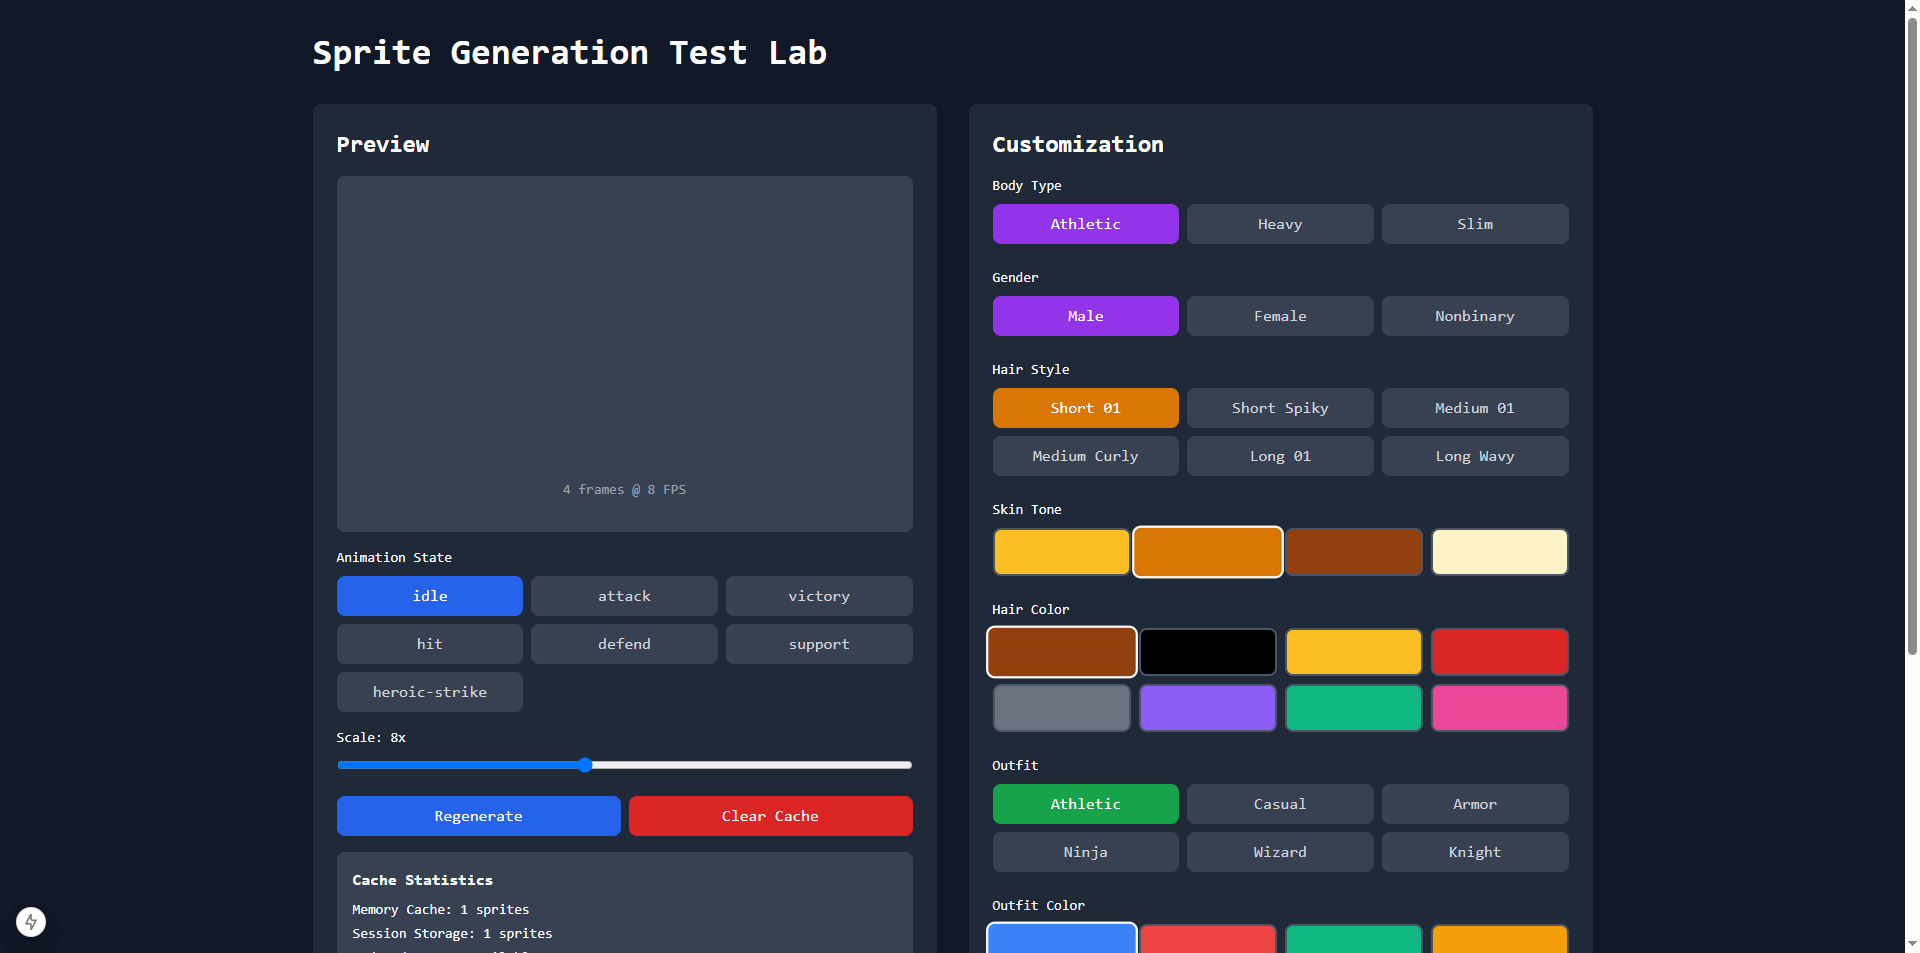 Sprite Generation Test Lab
Preview
4 frames @ 8 FPS
Animation State
idle
attack
victory
hit
defend
support
heroic-strike
Scale: 8x
Regenerate
Clear Cache
Cache Statistics
Memory Cache: 1 sprites
Session Storage: 1 sprites
Customization
Body Type
Athletic
Heavy
Slim
Gender
Male
Female
Nonbinary
Hair Style
Short 01
Short Spiky
Medium 01
Medium Curly
Long 01
Long Wavy
Skin Tone
Hair Color
Outfit
Athletic
Casual
Armor
Ninja
Wizard
Knight
Outfit Color